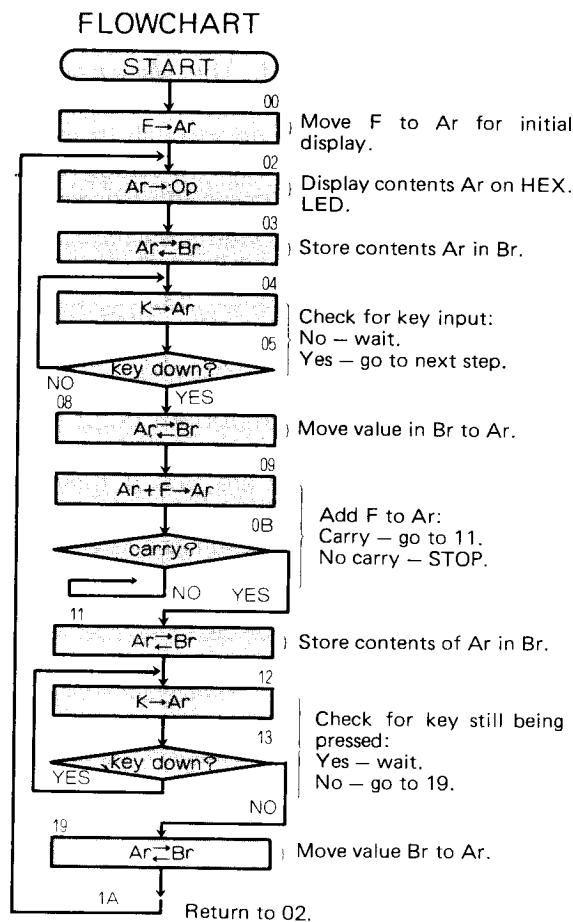 FLOWCHART
START
00
F→Ar
Move F to Ar for initial
display.
02
Ar→Op
Display contents Ar on HEX.
LED.
03
Ar⇄Br
Store contents Ar in Br.
04
K→Ar
Check for key input:
No – wait.
Yes – go to next step.
05
key down?
NO
YES
08
Ar⇄Br
Move value in Br to Ar.
09
Ar+F→Ar
Add F to Ar:
Carry – go to 11.
No carry – STOP.
0B
carry?
NO
YES
11
Ar⇄Br
Store contents of Ar in Br.
12
K→Ar
Check for key still being
pressed:
Yes – wait.
No – go to 19.
13
key down?
YES
NO
19
Ar⇄Br
Move value Br to Ar.
1A
Return to 02.